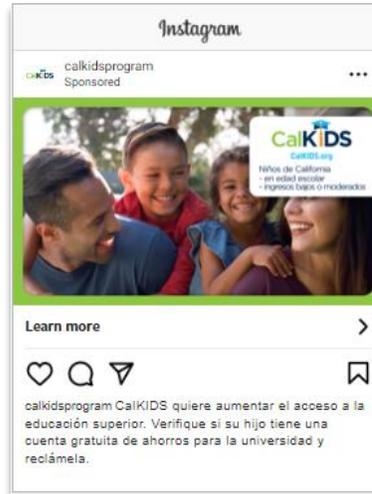 Instagram
CalKIDS
calkidsprogram
Sponsored
CalKIDS
CalKIDS.org
Niños de California
- en edad escolar
- ingresos bajos o moderados
Learn more
calkidsprogram CalKIDS quiere aumentar el acceso a la
educación superior. Verifique si su hijo tiene una
cuenta gratuita de ahorros para la universidad y
reclámela.